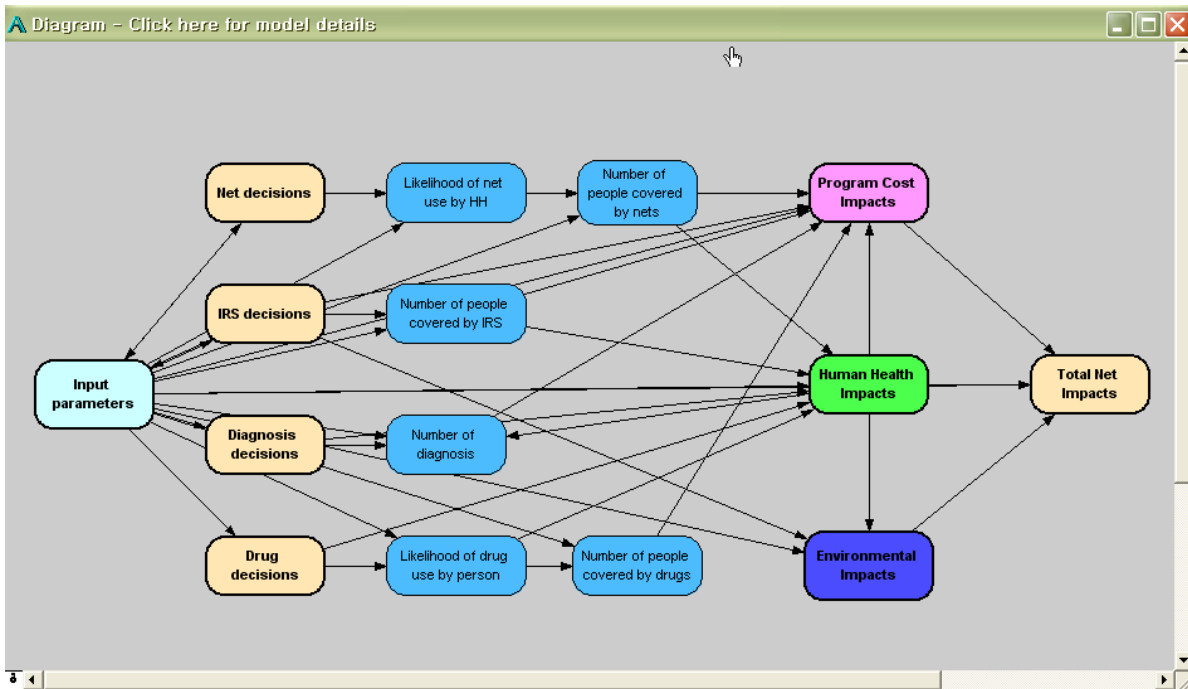 Diagram - Click here for model details
Net decisions
Likelihood of net
use by HH
Number of
people covered
by nets
Program Cost
Impacts
IRS decisions
Number of people
covered by IRS
Input
parameters
Human Health
Impacts
Total Net
Impacts
Diagnosis
decisions
Number of
diagnosis
Drug
decisions
Likelihood of drug
use by person
Number of people
covered by drugs
Environmental
Impacts